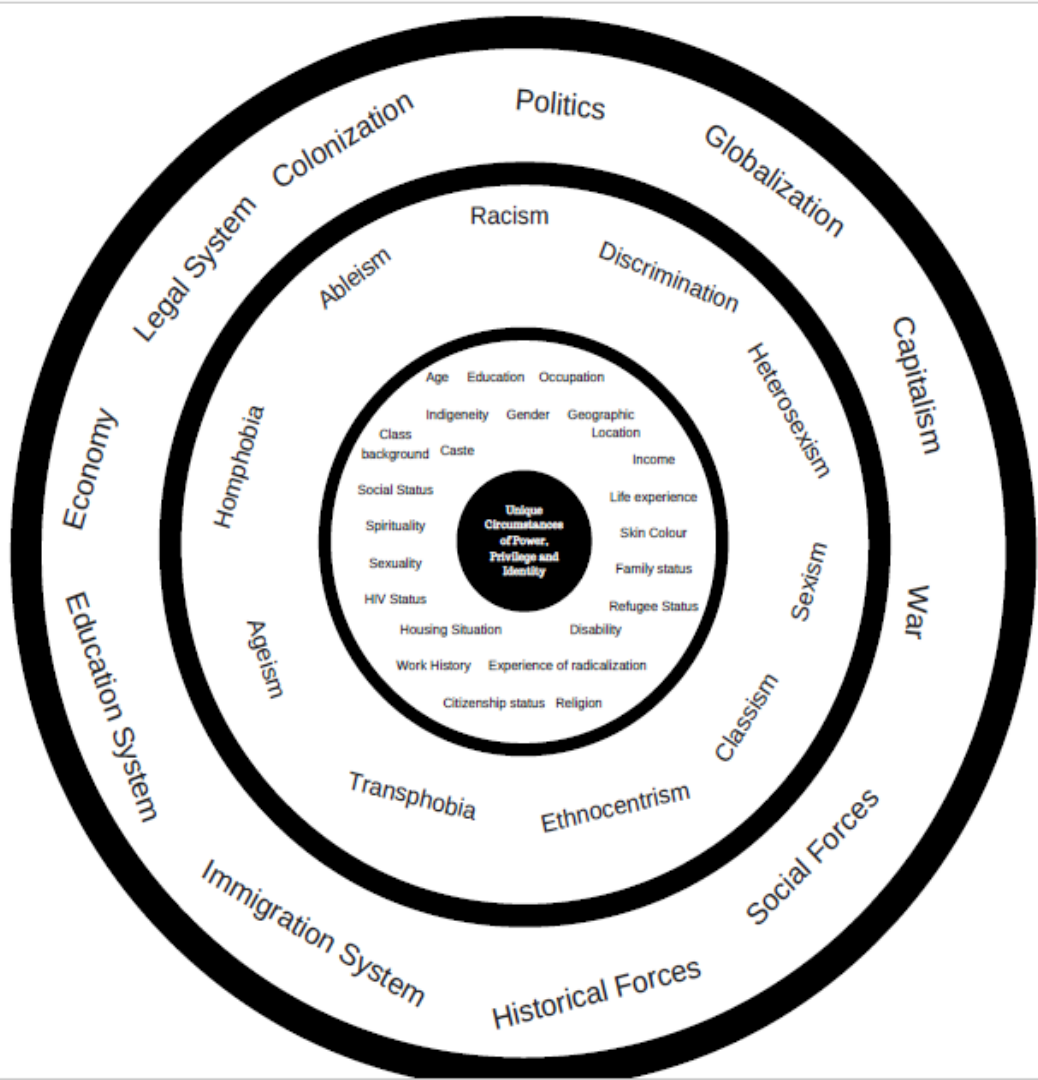 Politics
Globalization
Capitalism
War
Social Forces
Historical Forces
Immigration System
Education System
Economy
Legal System
Colonization
Racism
Discrimination
Heterosexism
Sexism
Classism
Ethnocentrism
Transphobia
Ageism
Homphobia
Ableism
Age Education Occupation
Indigeneity Gender Geographic
Location
Class
background Caste
Income
Social Status
Life experience
Spirituality
Skin Colour
Sexuality
Family status
HIV Status
Refugee Status
Housing Situation Disability
Work History Experience of radicalization
Citizenship status Religion
Unique
Circumstances
of Power,
Privilege and
Identity